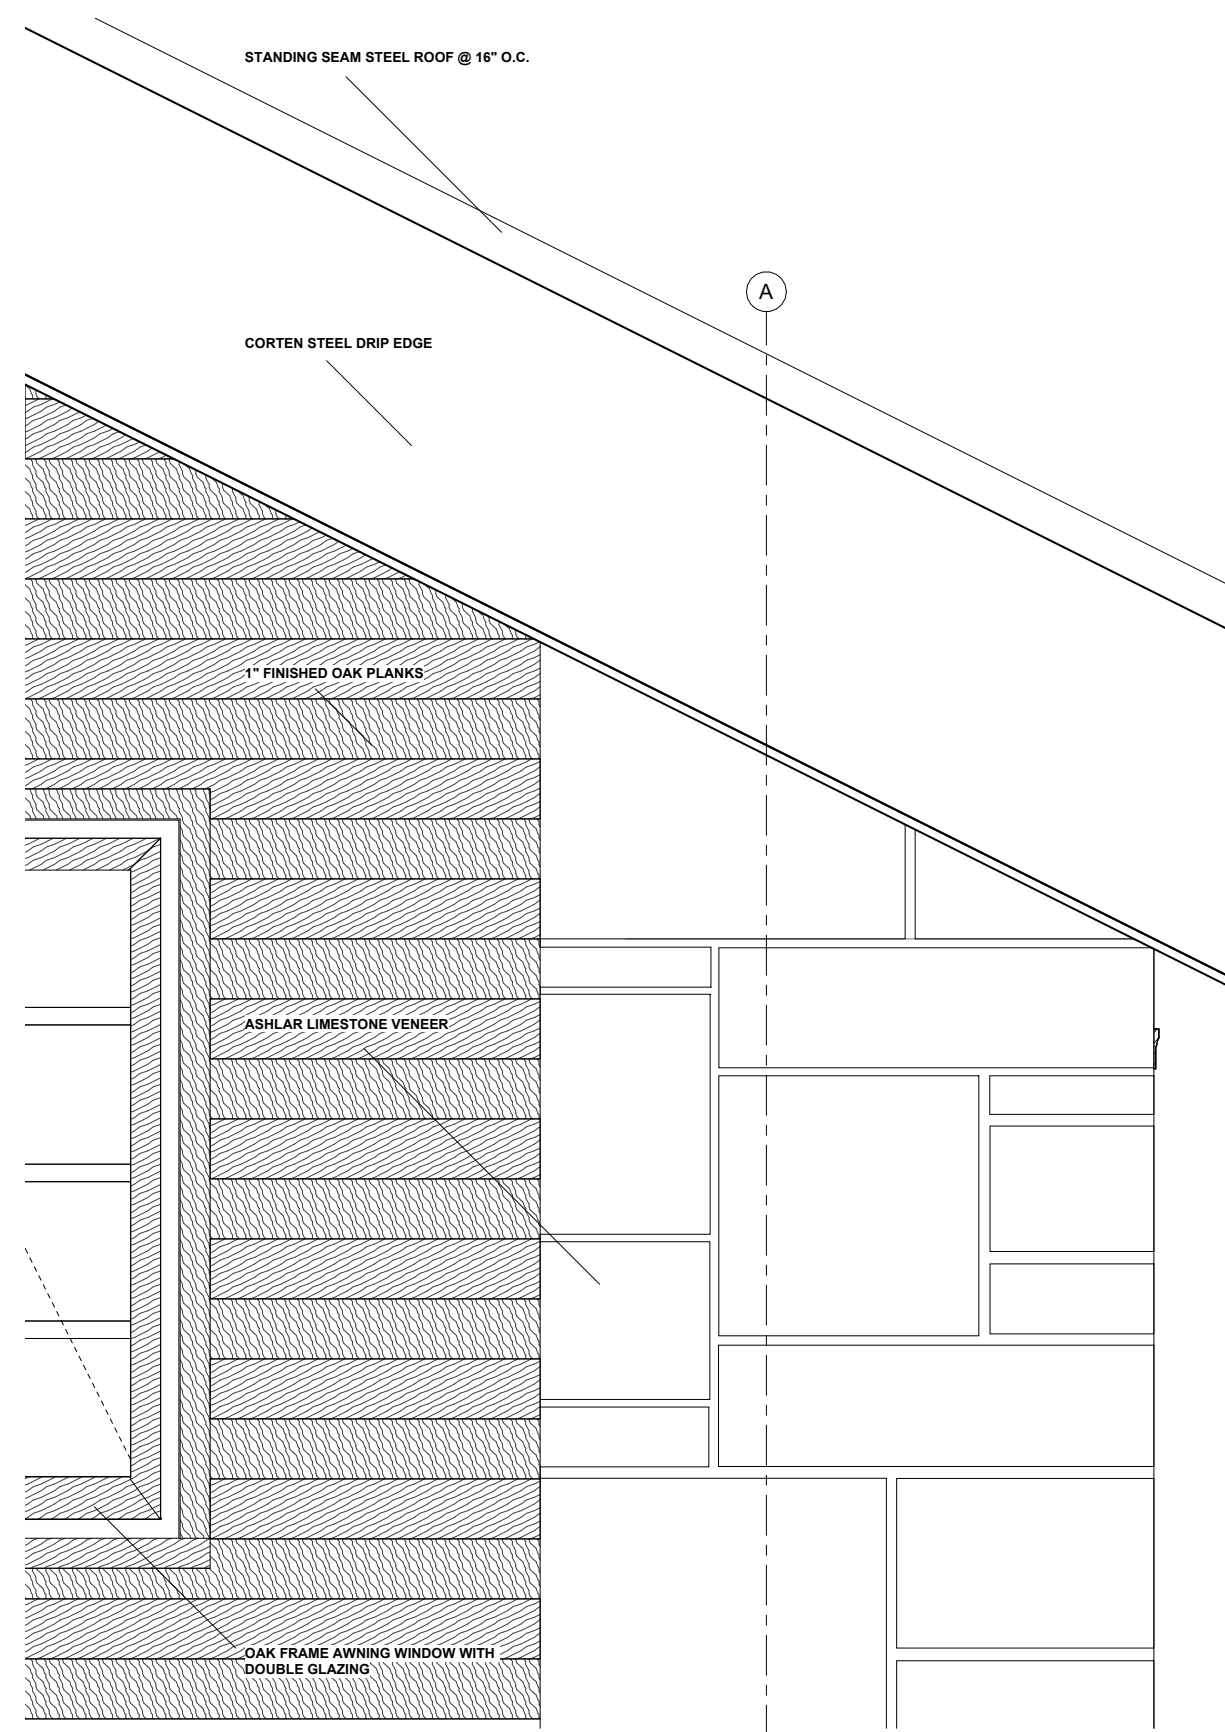 STANDING SEAM STEEL ROOF @ 16" O.C.
A
CORTEN STEEL DRIP EDGE
1" FINISHED OAK PLANKS
ASHLAR LIMESTONE VENEER
OAK FRAME AWNING WINDOW WITH
DOUBLE GLAZING